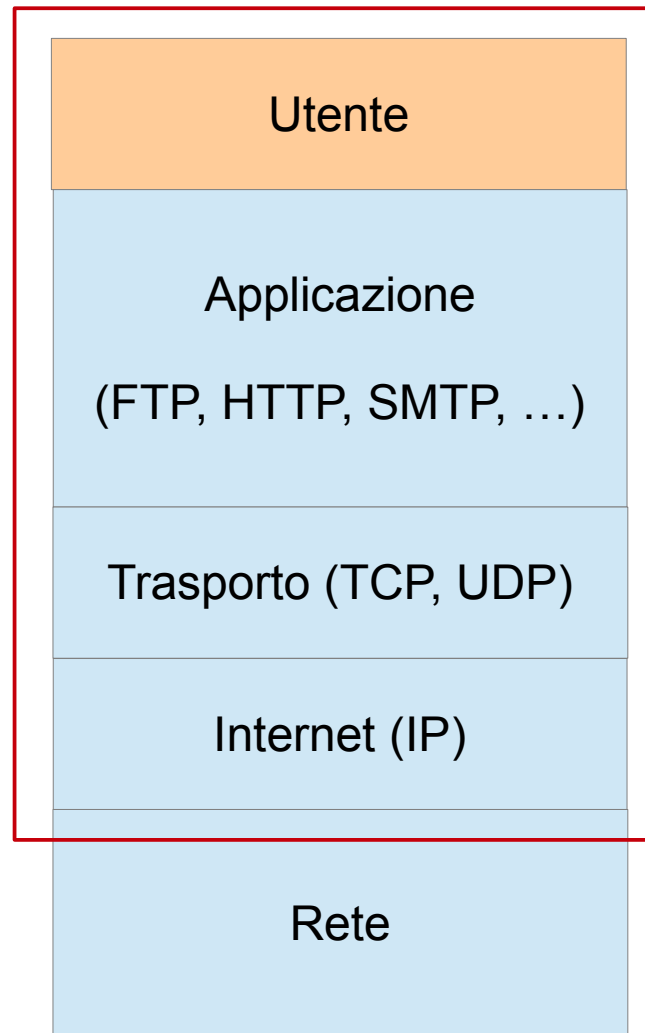 Utente
Applicazione
(FTP, HTTP, SMTP, …)
Trasporto (TCP, UDP)
Internet (IP)
Rete